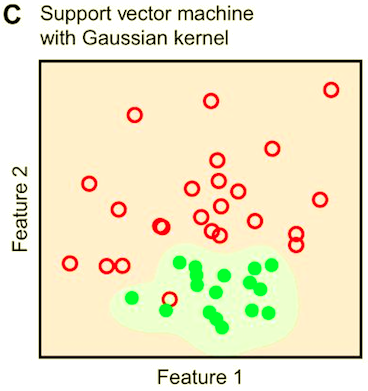 C Support vector machine
with Gaussian kernel
Feature 2
Feature 1